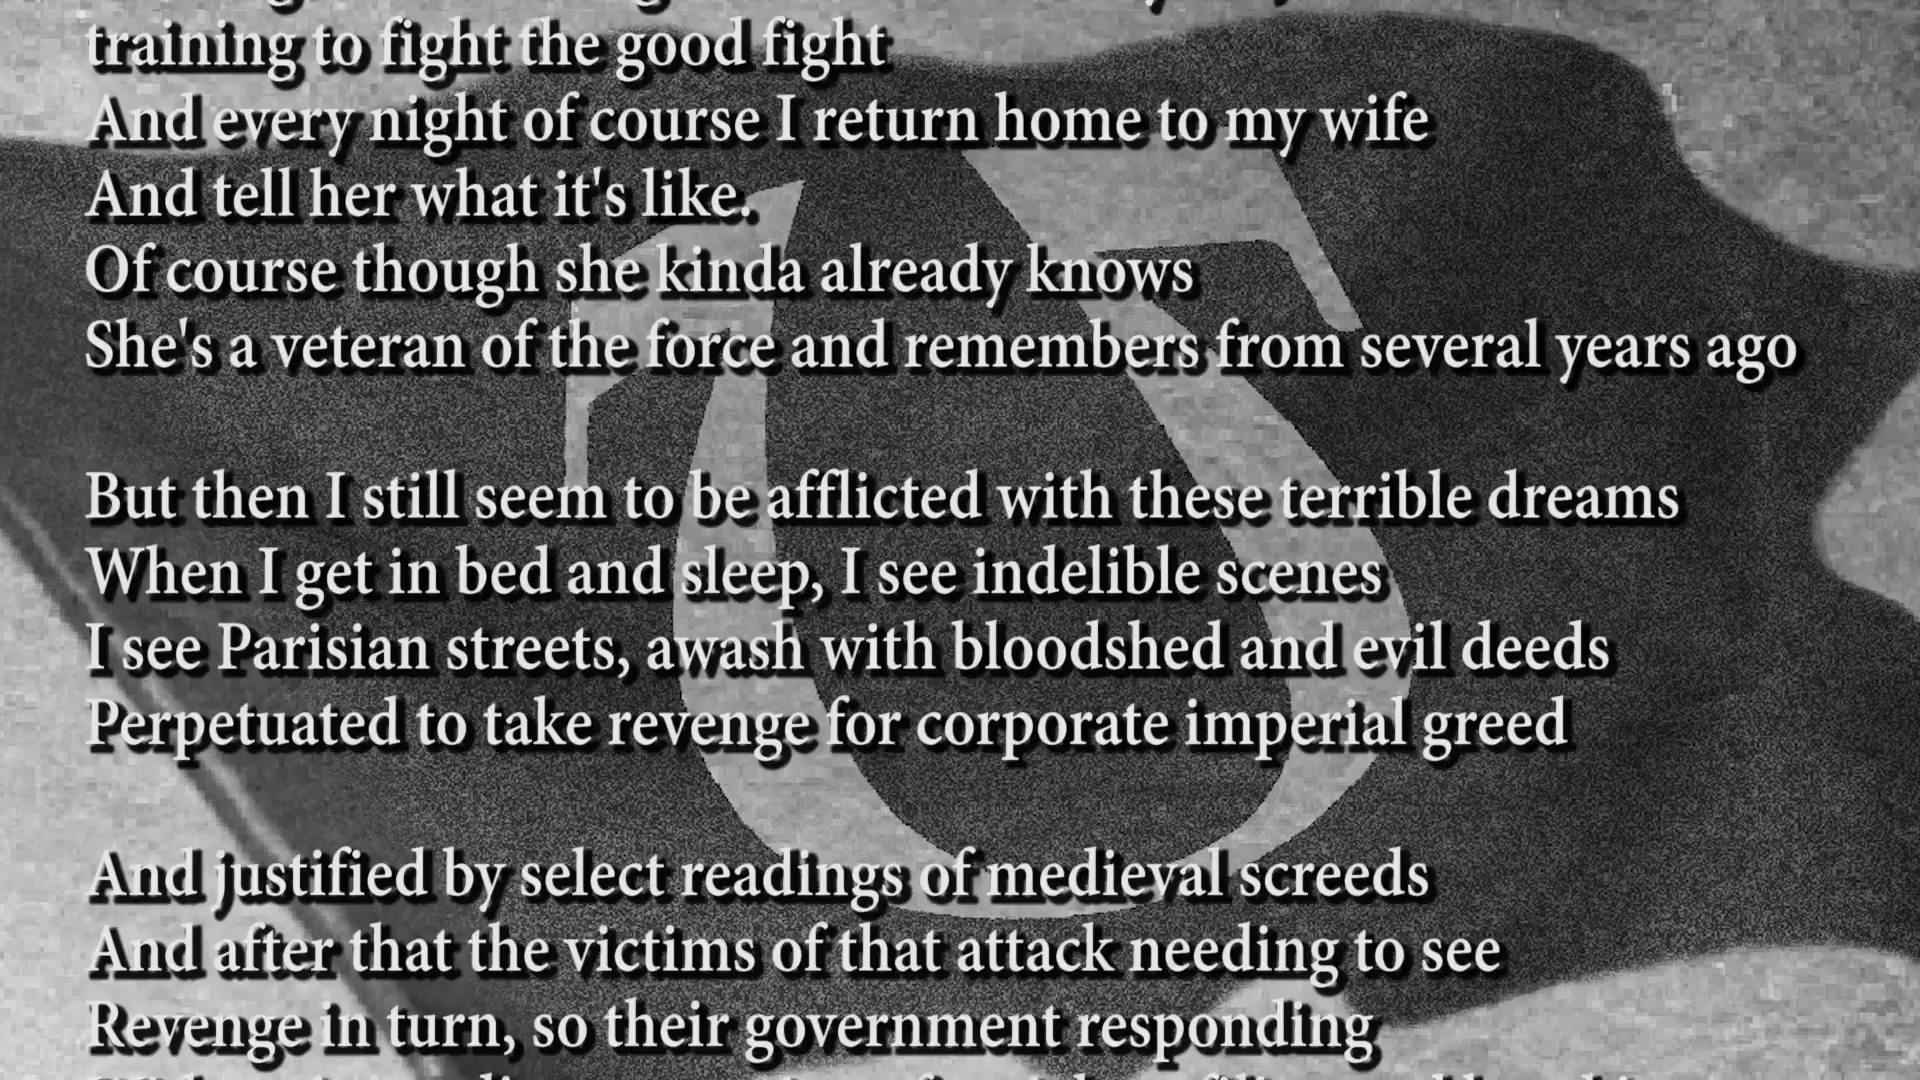 training to fight the good fight
And every night of course I return home to my wife
And tell her what it's like.
Of course though she kinda already knows
She's a veteran of the force and remembers from several years ago
But then I still seem to be afflicted with these terrible dreams
When I get in bed and sleep, I see indelible scenes
I see Parisian streets, awash with bloodshed and evil deeds
Perpetuated to take revenge for corporate imperial greed
And justified by select readings of medieval screeds
And after that the victims of that attack needing to see
Revenge in turn, so their government responding